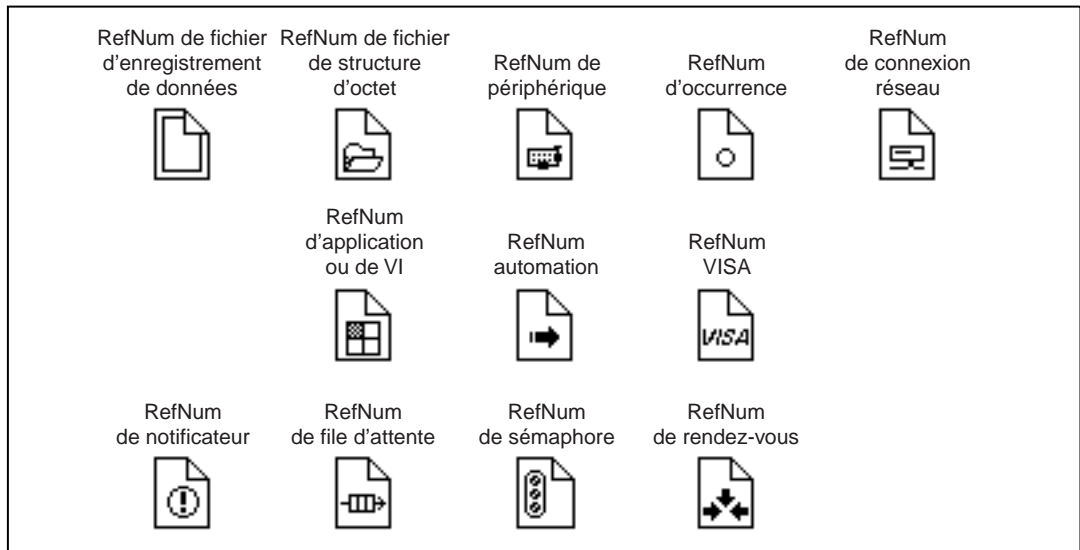 RefNum de fichier
d'enregistrement
de données
RefNum de fichier
de structure
d'octet
RefNum de
périphérique
RefNum
d'occurrence
RefNum
de connexion
réseau
RefNum
d'application
ou de VI
RefNum
automation
RefNum
VISA
VISA
RefNum
de notificateur
RefNum
de file d'attente
RefNum
de sémaphore
RefNum
de rendez-vous